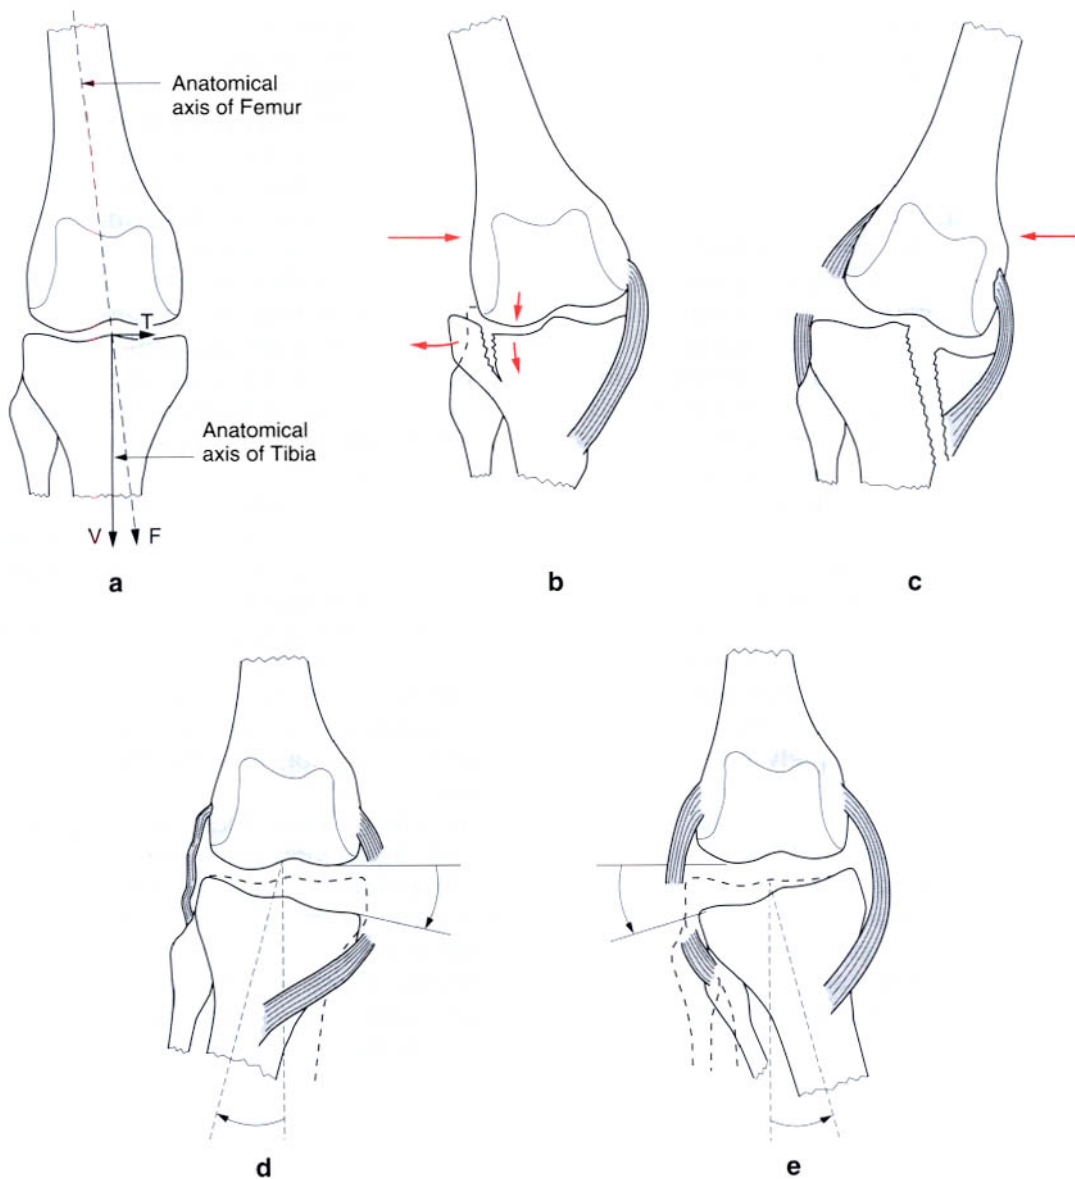 Anatomical
axis of Femur
T
Anatomical
axis of Tibia
V F
a
b
c
d
e